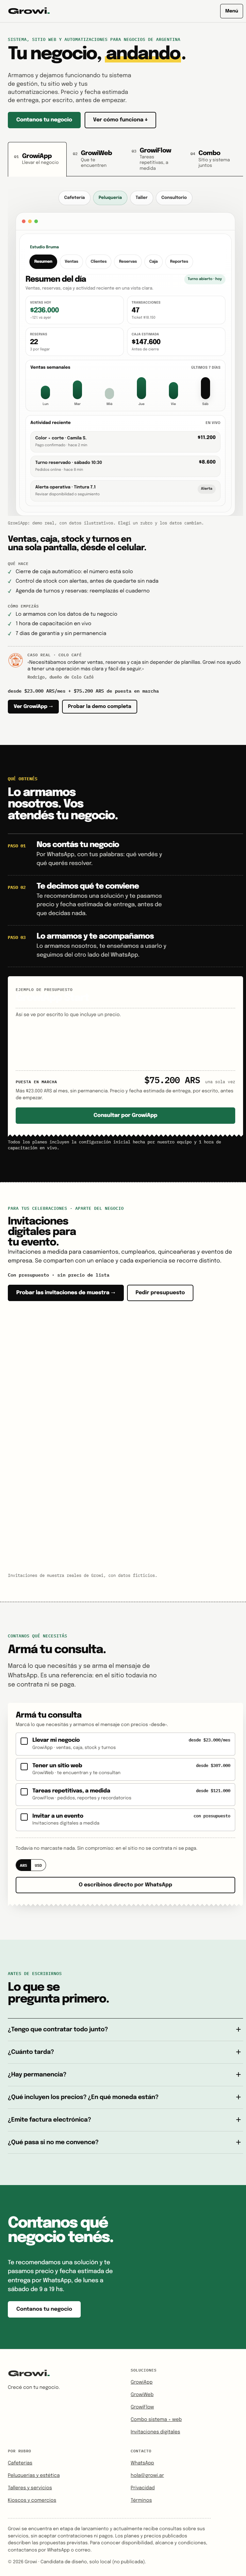 Growi.
Menú
SISTEMA, SITIO WEB Y AUTOMATIZACIONES PARA NEGOCIOS DE ARGENTINA
Tu negocio, andando.
Armamos y dejamos funcionando tu sistema
de gestión, tu sitio web y tus
automatizaciones. Precio y fecha estimada
de entrega, por escrito, antes de empezar.
Contanos tu negocio
Ver cómo funciona ↓
01 GrowiApp
Llevar el negocio
02 GrowiWeb
Que te
encuentren
03 GrowiFlow
Tareas
repetitivas, a
medida
04 Combo
Sitio y sistema
juntos
Cafetería
Peluquería
Taller
Consultorio
Estudio Bruma
Resumen
Ventas
Clientes
Reservas
Caja
Reportes
Resumen del día
Ventas, reservas, caja y actividad reciente en una vista clara.
Turno abierto · hoy
VENTAS HOY
$236.000
TRANSACCIONES
47
RESERVAS
22
CAJA ESTIMADA
$147.600
Antes de cierre
Ventas semanales
ÚLTIMOS 7 DÍAS
Lun
Mar
Mié
Jue
Vie
Sáb
Actividad reciente
EN VIVO
Color + corte · Camila S.
$11.200
Pago confirmado · hace 2 min
Turno reservado · sábado 10:30
$8.600
Pedidos online · hace 8 min
Alerta operativa · Tintura 7.1
Alerta
Revisar disponibilidad y seguimiento
GrowiApp: demo real, con datos ilustrativos. Elegí un rubro y los datos cambian.
Ventas, caja, stock y turnos en
una sola pantalla, desde el celular.
QUÉ HACE
✓ Cierre de caja automático: el número está solo
✓ Control de stock con alertas, antes de quedarte sin nada
✓ Agenda de turnos y reservas: reemplazás el cuaderno
CÓMO EMPEZÁS
✓ Lo armamos con los datos de tu negocio
✓ 1 hora de capacitación en vivo
✓ 7 días de garantía y sin permanencia
CASO REAL · COLO CAFÉ
«Necesitábamos ordenar ventas, reservas y caja sin depender de planillas. Growi nos ayudó
a tener una operación más clara y fácil de seguir.»
Rodrigo, dueño de Colo Café
desde $23.000 ARS/mes + $75.200 ARS de puesta en marcha
Ver GrowiApp →
Probar la demo completa
QUÉ OBTENÉS
Lo armamos
nosotros. Vos
atendés tu negocio.
PASO 01
Nos contás tu negocio
Por WhatsApp, con tus palabras: qué vendés y
qué querés resolver.
PASO 02
Te decimos qué te conviene
Te recomendamos una solución y te pasamos
precio y fecha estimada de entrega, antes de
que decidas nada.
PASO 03
Lo armamos y te acompañamos
Lo armamos nosotros, te enseñamos a usarlo y
seguimos del otro lado del WhatsApp.
EJEMPLO DE PRESUPUESTO
Así se ve por escrito lo que incluye un precio.
PUESTA EN MARCHA
$75.200 ARS una sola vez
Más $23.000 ARS al mes, sin permanencia. Precio y fecha estimada de entrega, por escrito, antes
de empezar.
Consultar por GrowiApp
Todos los planes incluyen la configuración inicial hecha por nuestro equipo y 1 hora de
capacitación en vivo.
PARA TUS CELEBRACIONES · APARTE DEL NEGOCIO
Invitaciones
digitales para
tu evento.
Invitaciones a medida para casamientos, cumpleaños, quinceañeras y eventos de
empresa. Se comparten con un enlace y cada experiencia se recorre distinto.
Con presupuesto · sin precio de lista
Probar las invitaciones de muestra →
Pedir presupuesto
Invitaciones de muestra reales de Growi, con datos ficticios.
CONTANOS QUÉ NECESITÁS
Armá tu consulta.
Marcá lo que necesitás y se arma el mensaje para
WhatsApp. Es una referencia: en el sitio todavía no
se contrata ni se paga.
Armá tu consulta
Marcá lo que necesitás y armamos el mensaje con precios «desde».
Llevar mi negocio
desde $23.000/mes
GrowiApp · ventas, caja, stock y turnos
Tener un sitio web
desde $307.000
GrowiWeb · te encuentran y te consultan
Tareas repetitivas, a medida
desde $121.000
GrowiFlow · pedidos, reportes y recordatorios
Invitar a un evento
con presupuesto
Invitaciones digitales a medida
Todavía no marcaste nada. Sin compromiso: en el sitio no se contrata ni se paga.
ARS
USD
O escribinos directo por WhatsApp
ANTES DE ESCRIBIRNOS
Lo que se
pregunta primero.
¿Tengo que contratar todo junto? +
¿Cuánto tarda? +
¿Hay permanencia? +
¿Qué incluyen los precios? ¿En qué moneda están? +
¿Emite factura electrónica? +
¿Qué pasa si no me convence? +
Contanos qué
negocio tenés.
Te recomendamos una solución y te pasamos
precio y fecha estimada de entrega por
WhatsApp, de lunes a
sábado de 9 a 19 hs.
Contanos tu negocio
Growi.
Crecé con tu negocio.
SOLUCIONES
GrowiApp
GrowiWeb
GrowiFlow
Combo sistema + web
Invitaciones digitales
POR RUBRO
Cafeterías
Peluquerías y estética
Talleres y servicios
Kioscos y comercios
CONTACTO
WhatsApp
hola@growi.ar
Privacidad
Términos
Growi se encuentra en etapa de lanzamiento y actualmente recibe consultas sobre sus
servicios, sin aceptar contrataciones ni pagos. Los planes y precios publicados
describen las propuestas previstas. Para conocer disponibilidad, alcance y condiciones,
contactanos por WhatsApp o correo.
© 2026 Growi · Candidata de diseño, solo local (no publicada).